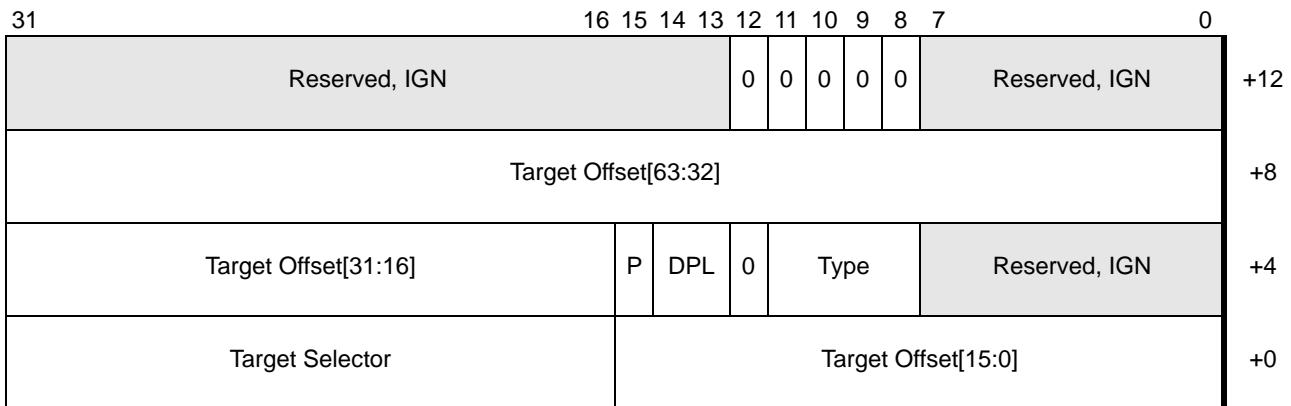 31 16 15 14 13 12 11 10 9 8 7 0
Reserved, IGN 0 0 0 0 0 Reserved, IGN +12
Target Offset[63:32] +8
Target Offset[31:16] P DPL 0 Type Reserved, IGN +4
Target Selector Target Offset[15:0] +0